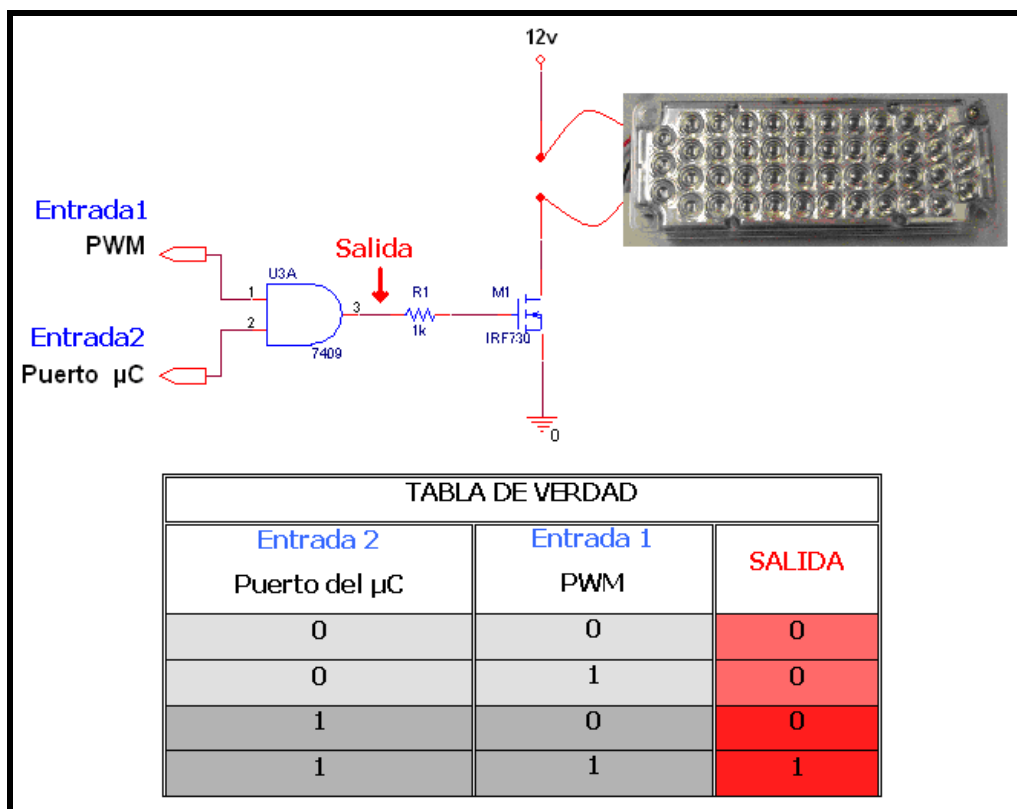 12v
Entrada1
PWM
Salida
U3A
1
2
3
7409
R1
1k
M1
IRF730
Entrada2
Puerto µC
0
TABLA DE VERDAD
Entrada 2 Entrada 1 SALIDA
Puerto del µC PWM
0 0 0
0 1 0
1 0 0
1 1 1